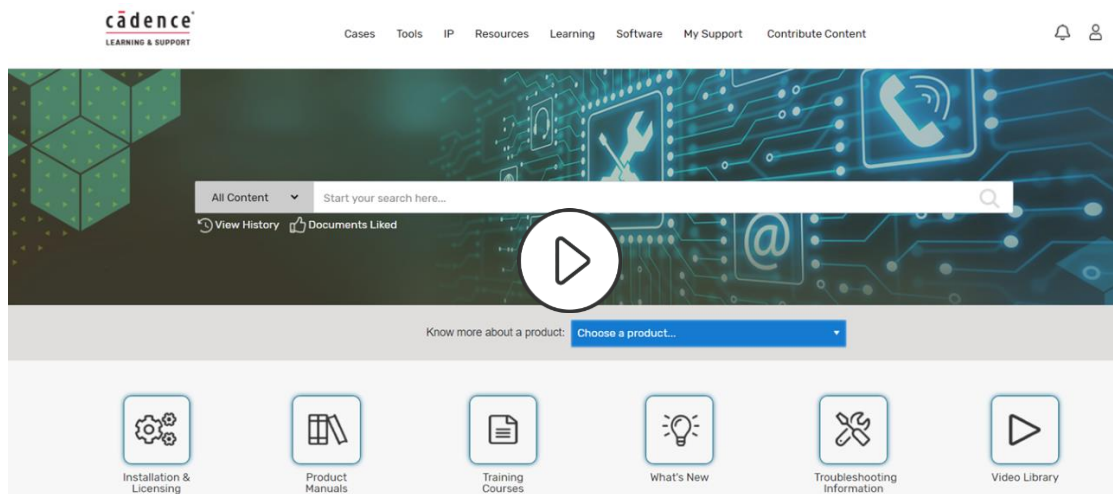 cādence
LEARNING & SUPPORT
Cases Tools IP Resources Learning Software My Support Contribute Content
All Content Start your search here...
View History Documents Liked
@
Know more about a product: Choose a product...
Installation &
Licensing
Product
Manuals
Training
Courses
What's New
Troubleshooting
Information
Video Library